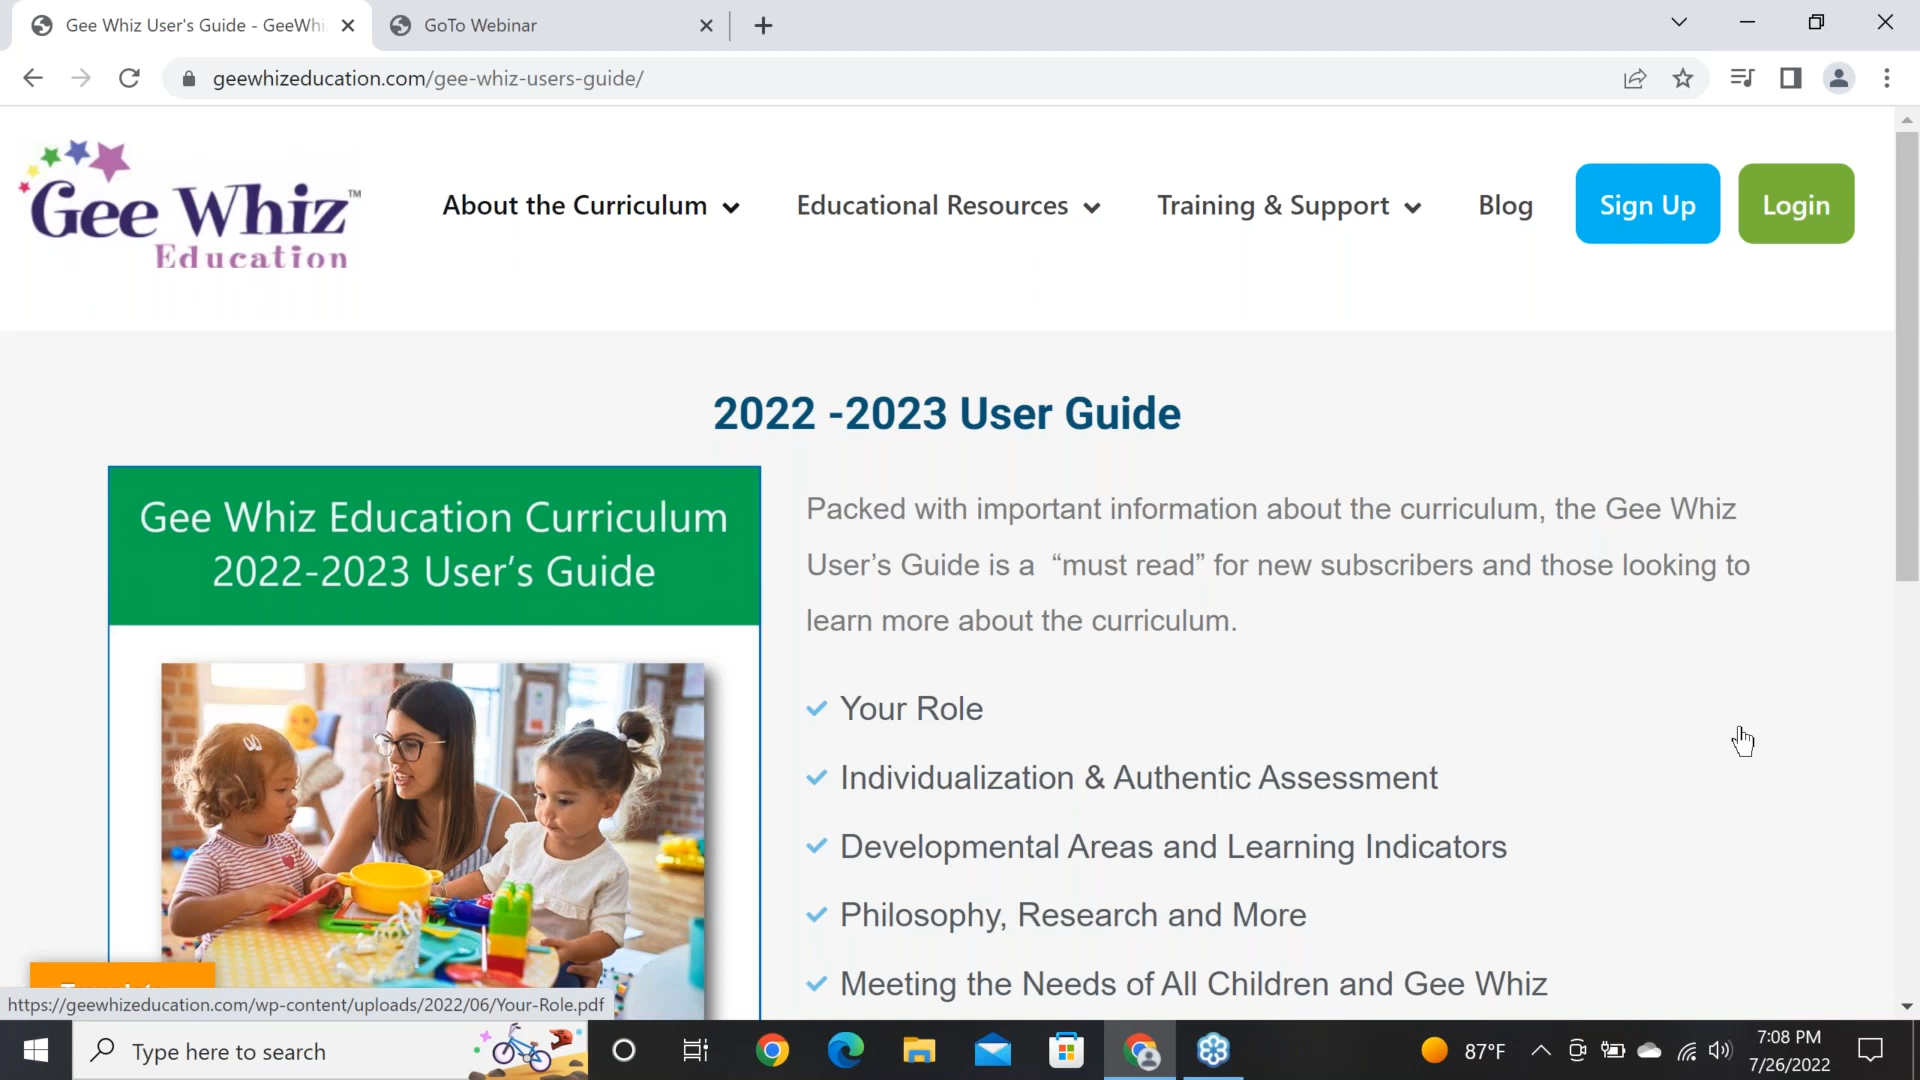 Gee Whiz User's Guide - GeeWhi
GoTo Webinar
geewhizeducation.com/gee-whiz-users-guide/
Gee Whiz™
Education
About the Curriculum
Educational Resources
Training & Support
Blog
Sign Up
Login
2022 -2023 User Guide
Gee Whiz Education Curriculum
2022-2023 User's Guide
Packed with important information about the curriculum, the Gee Whiz
User’s Guide is a “must read” for new subscribers and those looking to
learn more about the curriculum.
Your Role
Individualization & Authentic Assessment
Developmental Areas and Learning Indicators
Philosophy, Research and More
Meeting the Needs of All Children and Gee Whiz
https://geewhizeducation.com/wp-content/uploads/2022/06/Your-Role.pdf
Type here to search
87°F
7:08 PM
7/26/2022